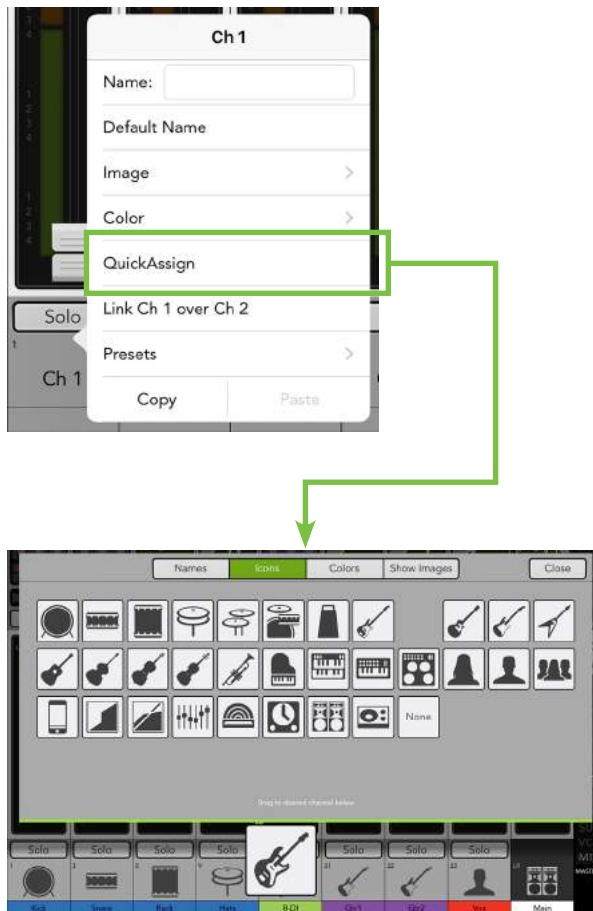 Ch 1
Name:
Default Name
Image
Color
QuickAssign
Link Ch 1 over Ch 2
Presets
Copy Paste
Solo
1
Ch 1
Names Icons Colors Show Images Close
None
Drag to desired channel below
Solo Solo Solo Solo Solo Solo Solo
Kick Snare Rack Hats B-DI Gtr1 Gtr2 Vox Main